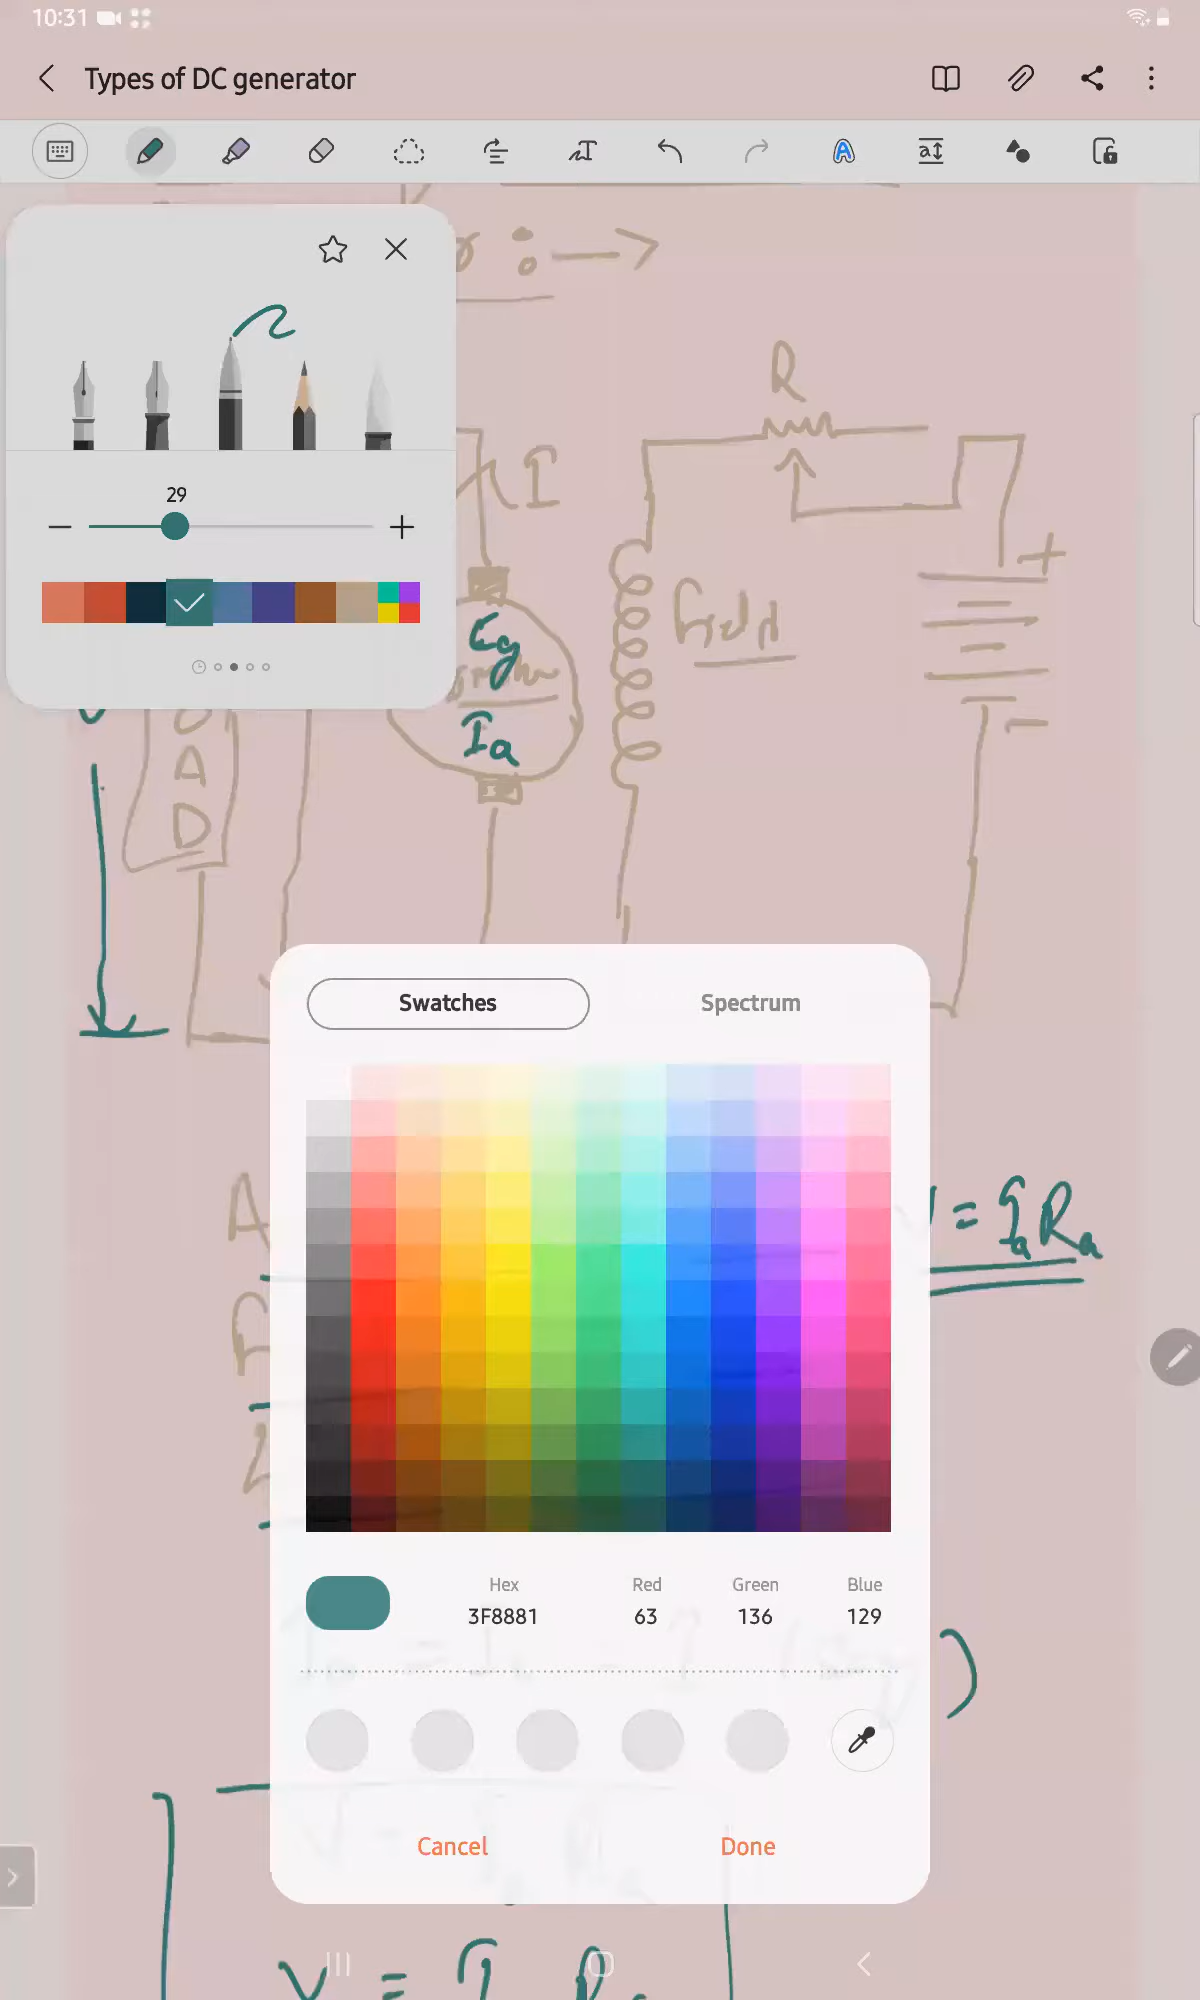 10:31
Types of DC generator
r : →
29
R
I
+
Eg
Field
Ia
-
O
A
D
A
V = IaRa
Swatches Spectrum
Hex Red Green Blue
3F8881 63 136 129
)
Cancel Done
V = I R